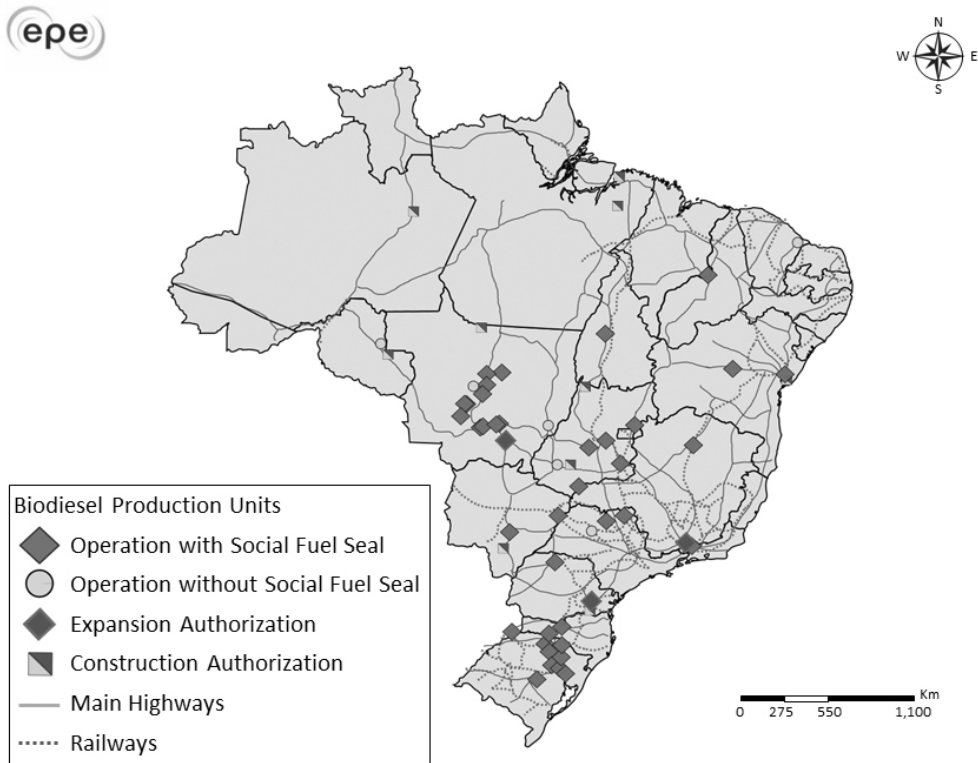 epe
N
W E
S
Biodiesel Production Units
Operation with Social Fuel Seal
Operation without Social Fuel Seal
Expansion Authorization
Construction Authorization
Main Highways
Railways
Km
0 275 550 1,100